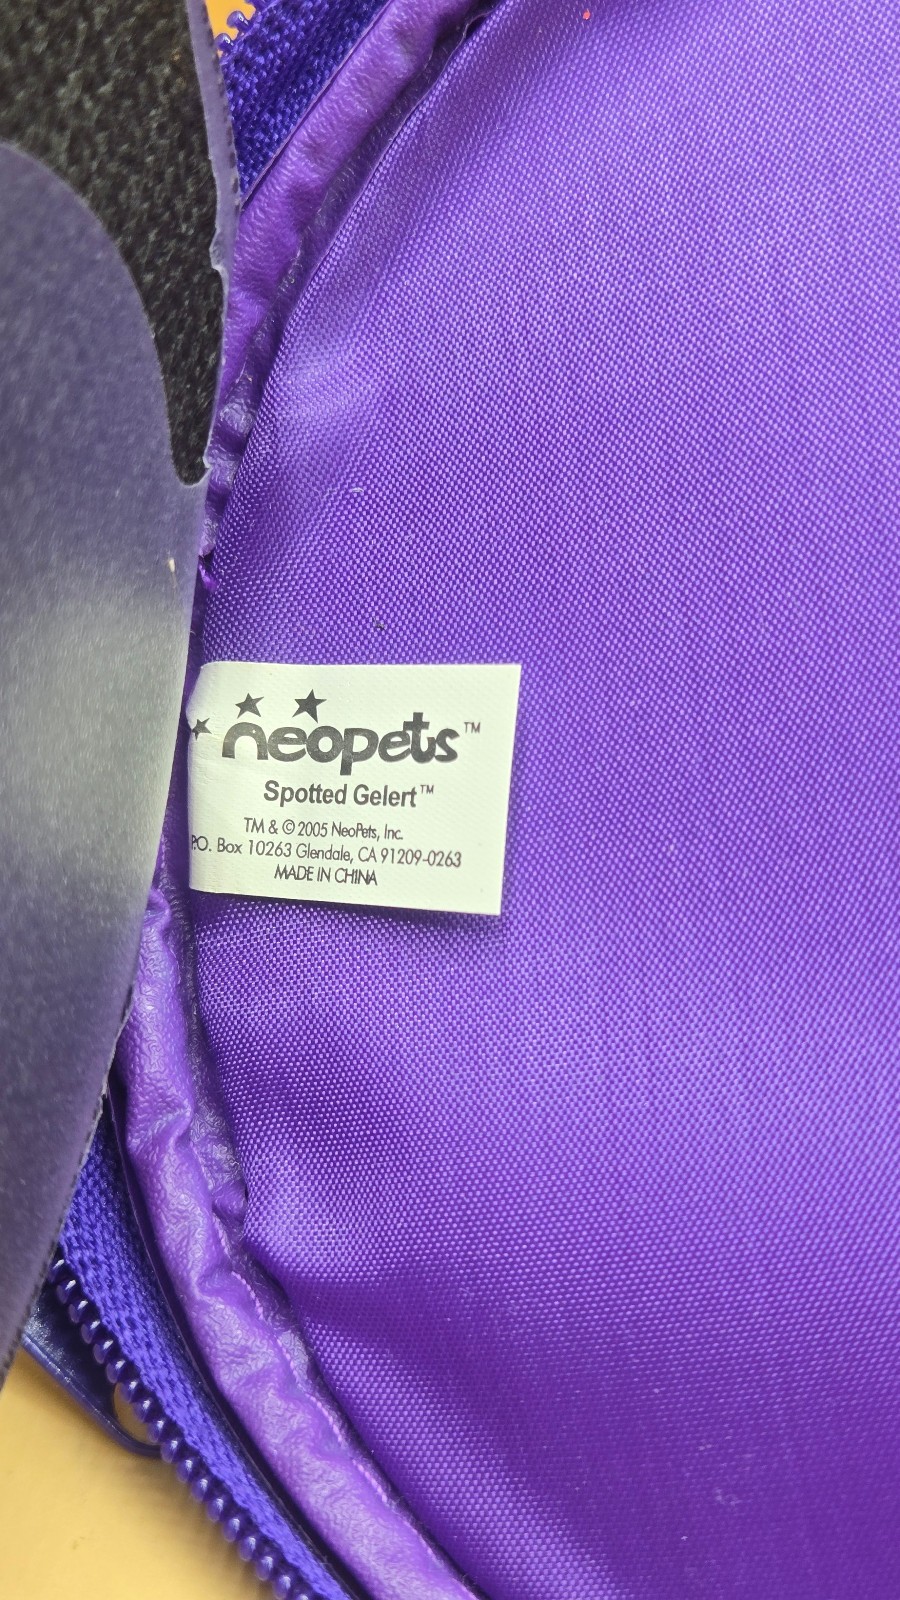 neopets™
Spotted Gelert™
TM & © 2005 NeoPets, Inc.
P.O. Box 10263 Glendale, CA 91209-0263
MADE IN CHINA